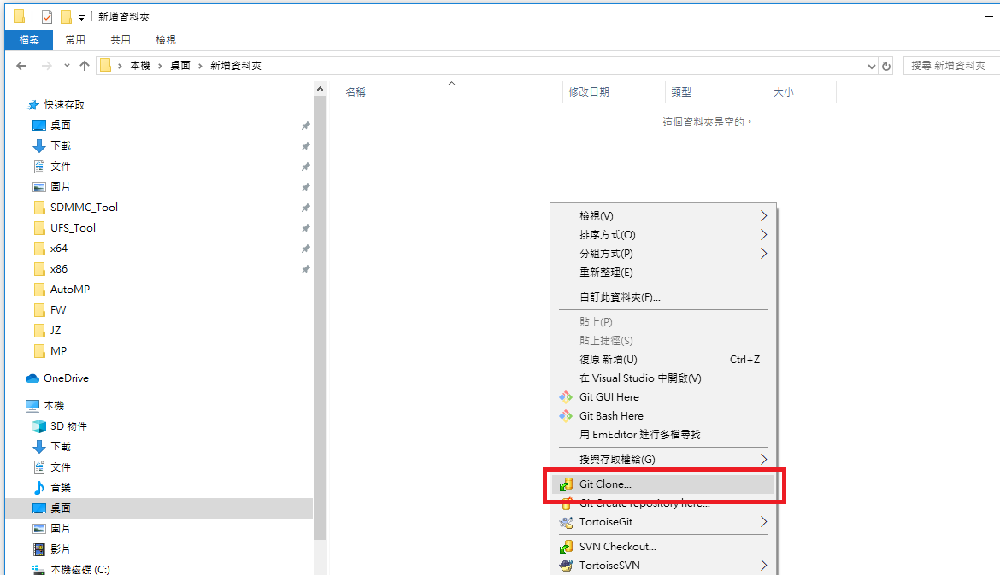 新增資料夾
檔案 常用 共用 檢視
本機 桌面 新增資料夾 搜尋 新增資料夾
名稱 修改日期 類型 大小
這個資料夾是空的。
快速存取
桌面
下載
文件
圖片
SDMMC_Tool
UFS_Tool
x64
x86
AutoMP
FW
JZ
MP
OneDrive
本機
3D 物件
下載
文件
音樂
桌面
圖片
影片
本機磁碟 (C:)
檢視(V)
排序方式(O)
分組方式(P)
重新整理(E)
自訂此資料夾(F)...
貼上(P)
貼上捷徑(S)
復原 新增(U) Ctrl+Z
在 Visual Studio 中開啟(V)
Git GUI Here
Git Bash Here
用 EmEditor 進行多檔尋找
授與存取權給(G)
Git Clone...
Git Create repository here...
TortoiseGit
SVN Checkout...
TortoiseSVN